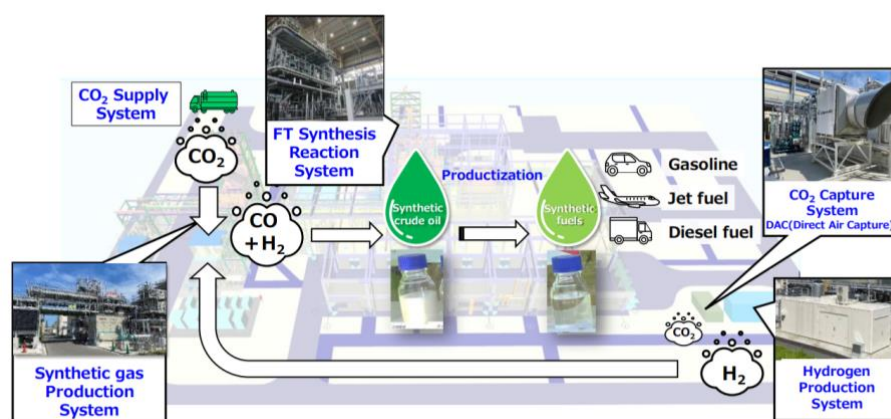 CO₂ Supply
System
CO₂
FT Synthesis
Reaction
System
CO
+H₂
Synthetic
crude oil
Productization
Synthetic
fuels
Gasoline
Jet fuel
Diesel fuel
CO₂ Capture
System
DAC(Direct Air Capture)
Synthetic gas
Production
System
CO₂
H₂
Hydrogen
Production
System